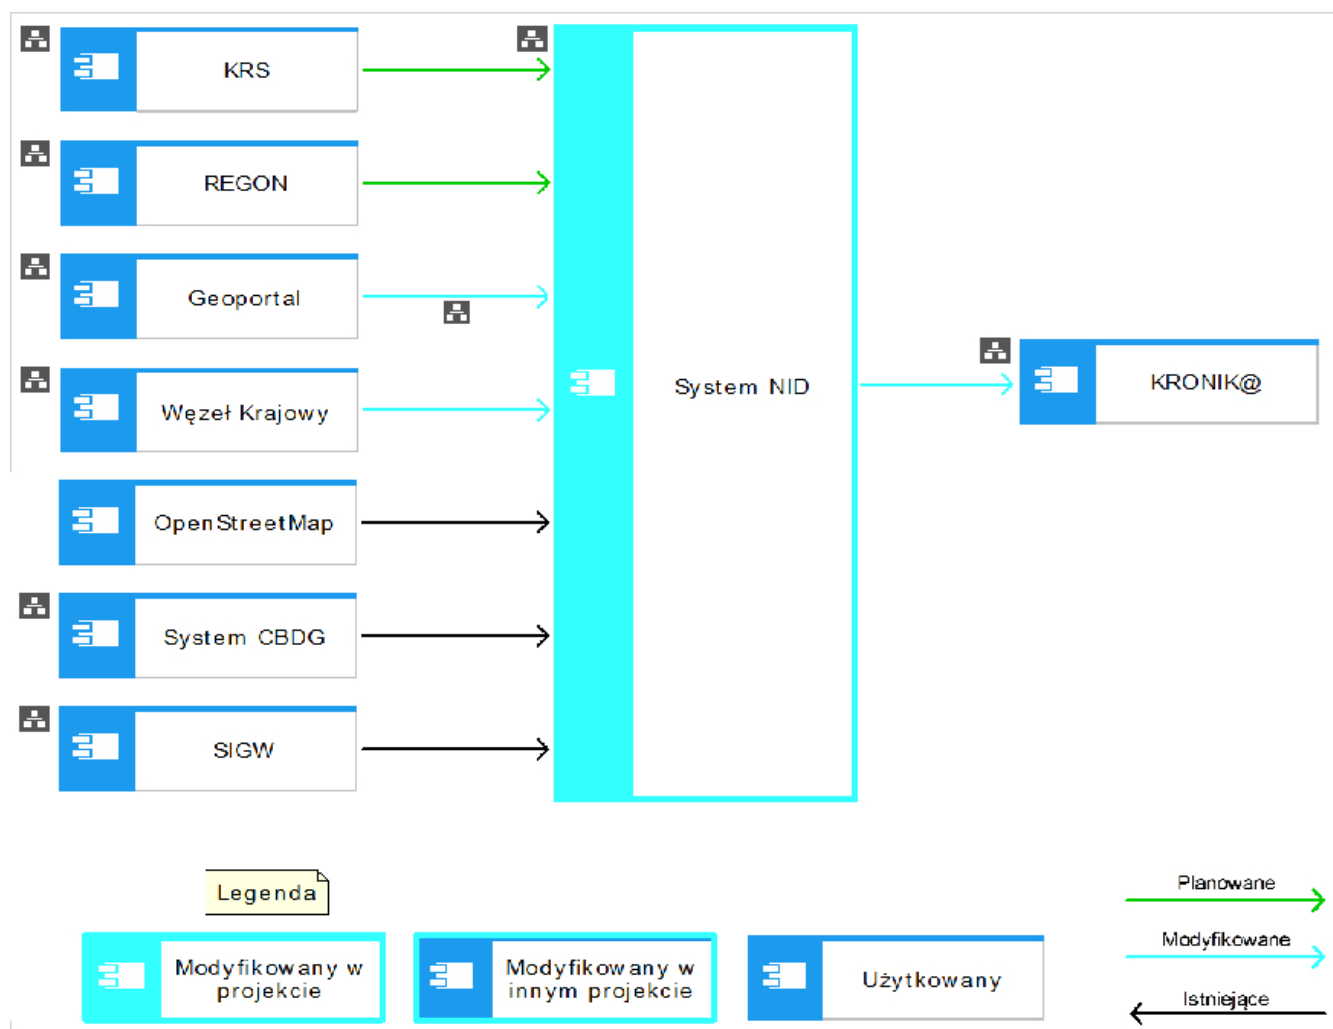 KRS
REGON
Geoportal
Węzeł Krajowy
OpenStreetMap
System CBDG
SIGW
System NID
KRONIK@
Legenda
Modyfikowany w
projekcie
Modyfikowany w
innym projekcie
Użytkowany
Planowane
Modyfikowane
Istniejące